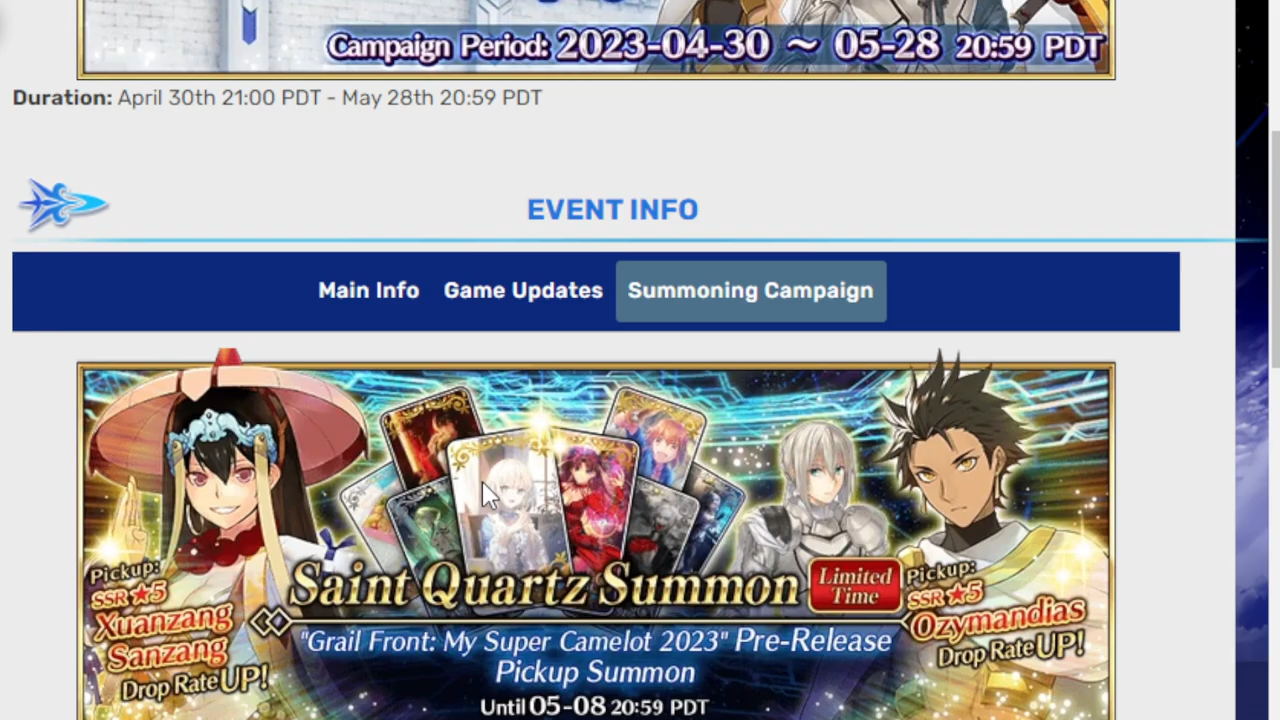 Campaign Period: 2023-04-30 ~ 05-28 20:59 PDT
Duration: April 30th 21:00 PDT - May 28th 20:59 PDT
EVENT INFO
Main Info Game Updates Summoning Campaign
Pickup:
SSR ★5
Xuanzang
Sanzang
Drop Rate UP!
Saint Quartz Summon
Limited
Time
"Grail Front: My Super Camelot 2023" Pre-Release
Pickup Summon
Until 05-08 20:59 PDT
Pickup:
SSR ★5
Ozymandias
Drop Rate UP!